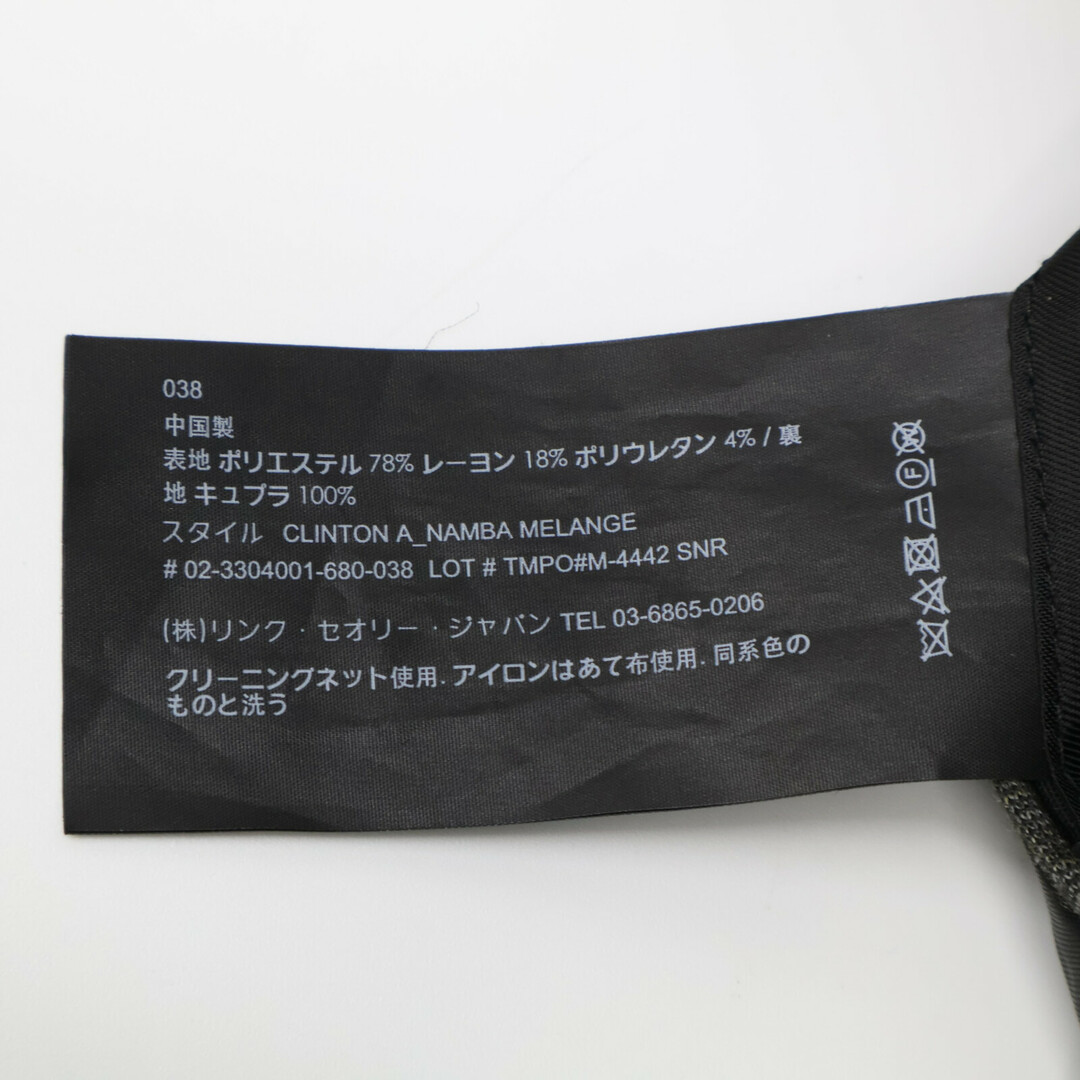 038
中国製
表地 ポリエステル 78% レーヨン 18% ポリウレタン 4% / 裏
地 キュプラ 100%
スタイル CLINTON A_NAMBA MELANGE
# 02-3304001-680-038 LOT # TMPO#M-4442 SNR
(株)リンク・セオリー・ジャパン TEL 03-6865-0206
クリーニングネット使用. アイロンはあて布使用. 同系色の
ものと洗う
F